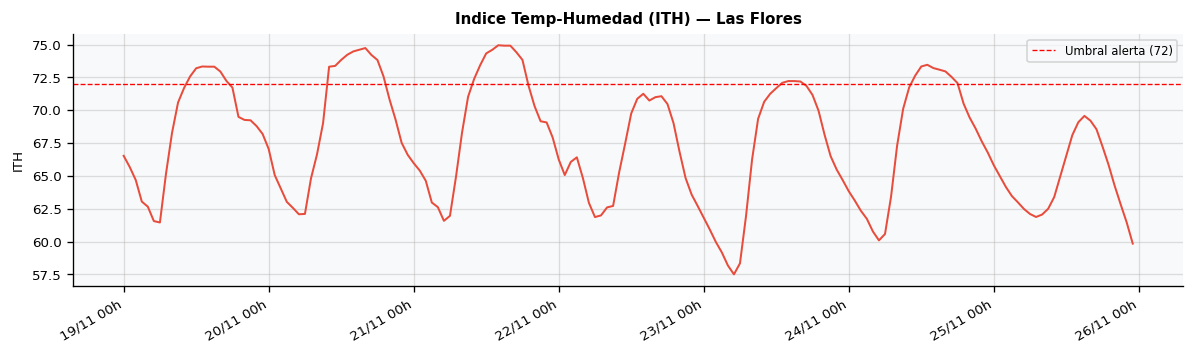 Indice Temp-Humedad (ITH) — Las Flores
75.0
72.5
70.0
67.5
65.0
62.5
60.0
57.5
ITH
Umbral alerta (72)
19/11 00h
20/11 00h
21/11 00h
22/11 00h
23/11 00h
24/11 00h
25/11 00h
26/11 00h